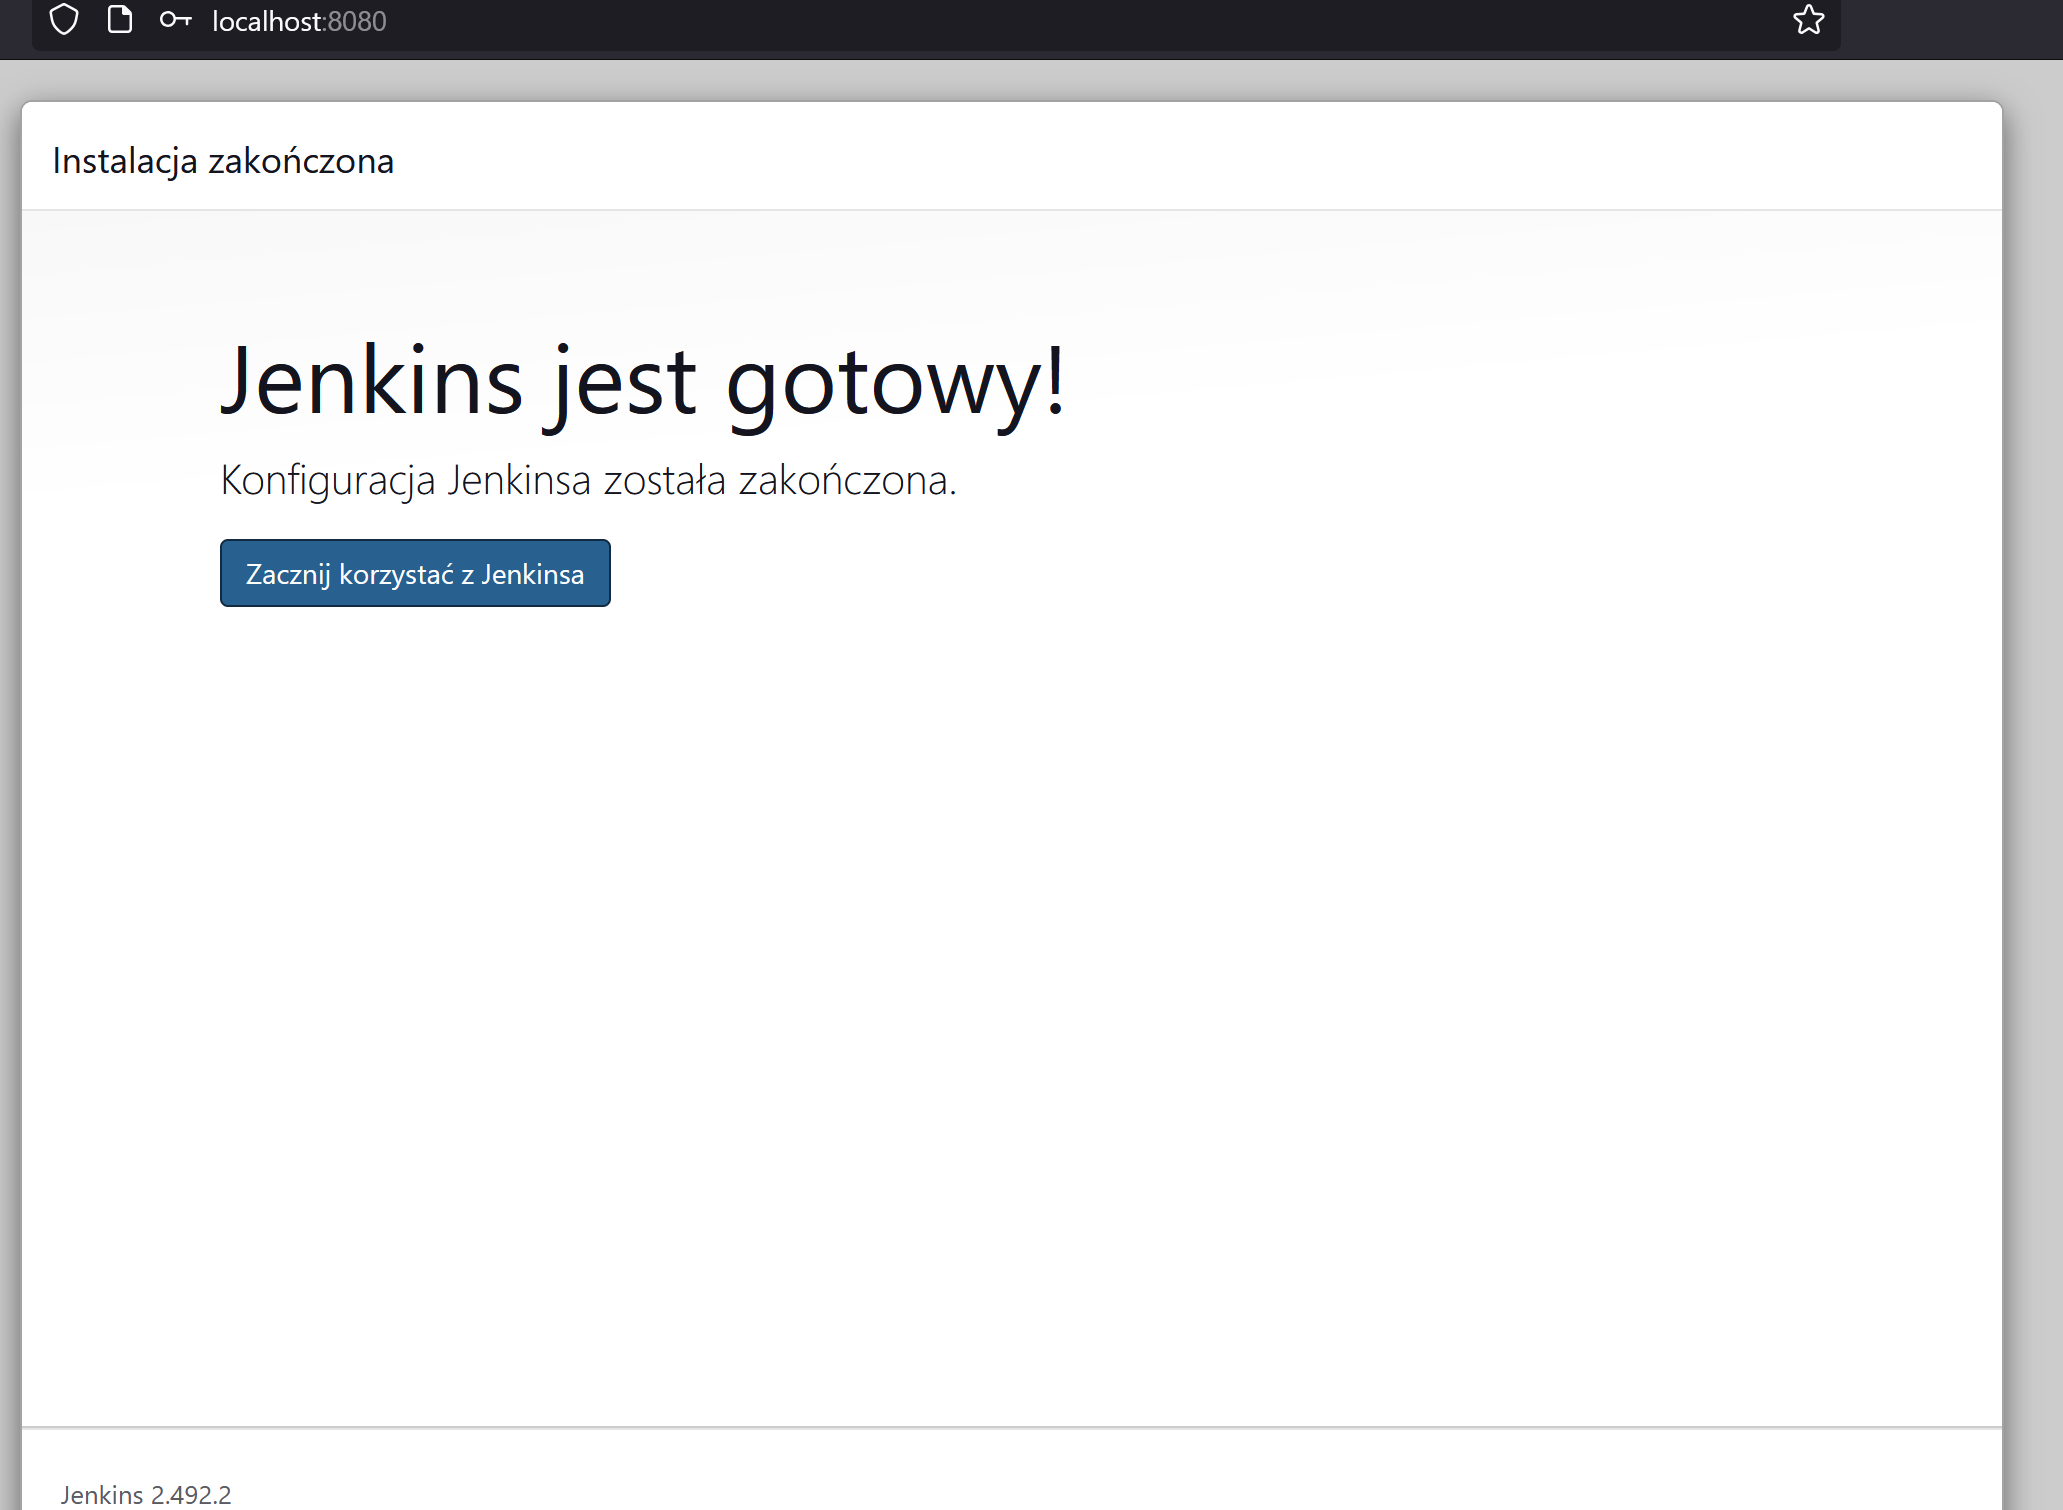 localhost:8080
Instalacja zakończona
Jenkins jest gotowy!
Konfiguracja Jenkinsa została zakończona.
Zacznij korzystać z Jenkinsa
Jenkins 2.492.2